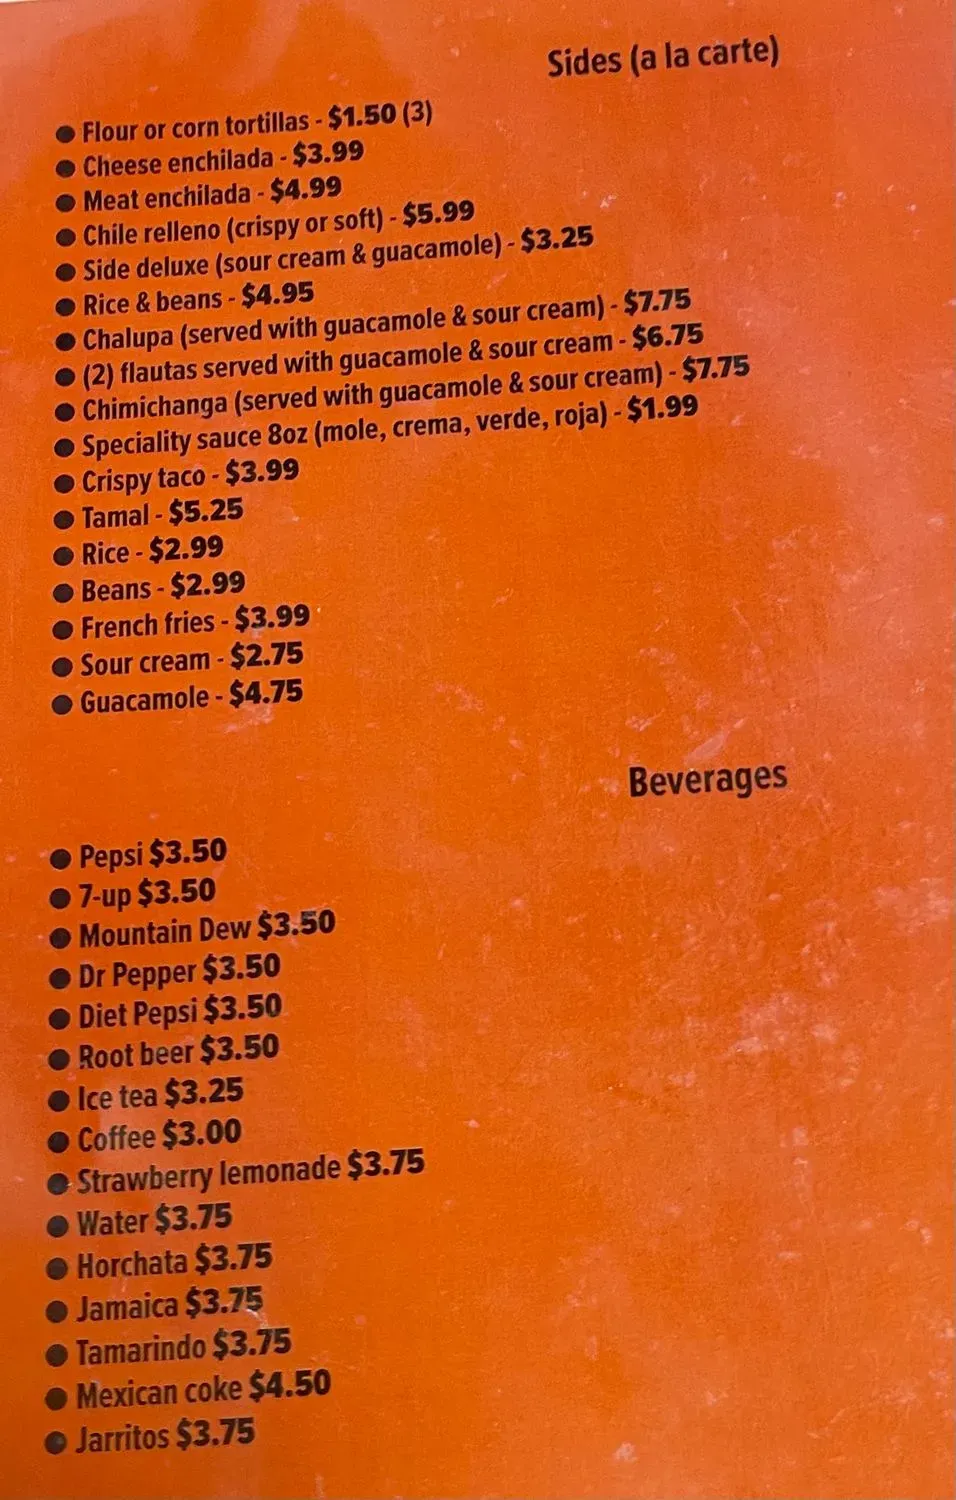 Sides (a la carte)
● Flour or corn tortillas - $1.50 (3)
● Cheese enchilada - $3.99
● Meat enchilada - $4.99
● Chile relleno (crispy or soft) - $5.99
● Side deluxe (sour cream & guacamole) - $3.25
● Rice & beans - $4.95
● Chalupa (served with guacamole & sour cream) - $7.75
● (2) flautas served with guacamole & sour cream - $6.75
● Chimichanga (served with guacamole & sour cream) - $7.75
● Speciality sauce 8oz (mole, crema, verde, roja) - $1.99
● Crispy taco - $3.99
● Tamal - $5.25
● Rice - $2.99
● Beans - $2.99
● French fries - $3.99
● Sour cream - $2.75
● Guacamole - $4.75
Beverages
● Pepsi $3.50
● 7-up $3.50
● Mountain Dew $3.50
● Dr Pepper $3.50
● Diet Pepsi $3.50
● Root beer $3.50
● Ice tea $3.25
● Coffee $3.00
● Strawberry lemonade $3.75
● Water $3.75
● Horchata $3.75
● Jamaica $3.75
● Tamarindo $3.75
● Mexican coke $4.50
● Jarritos $3.75